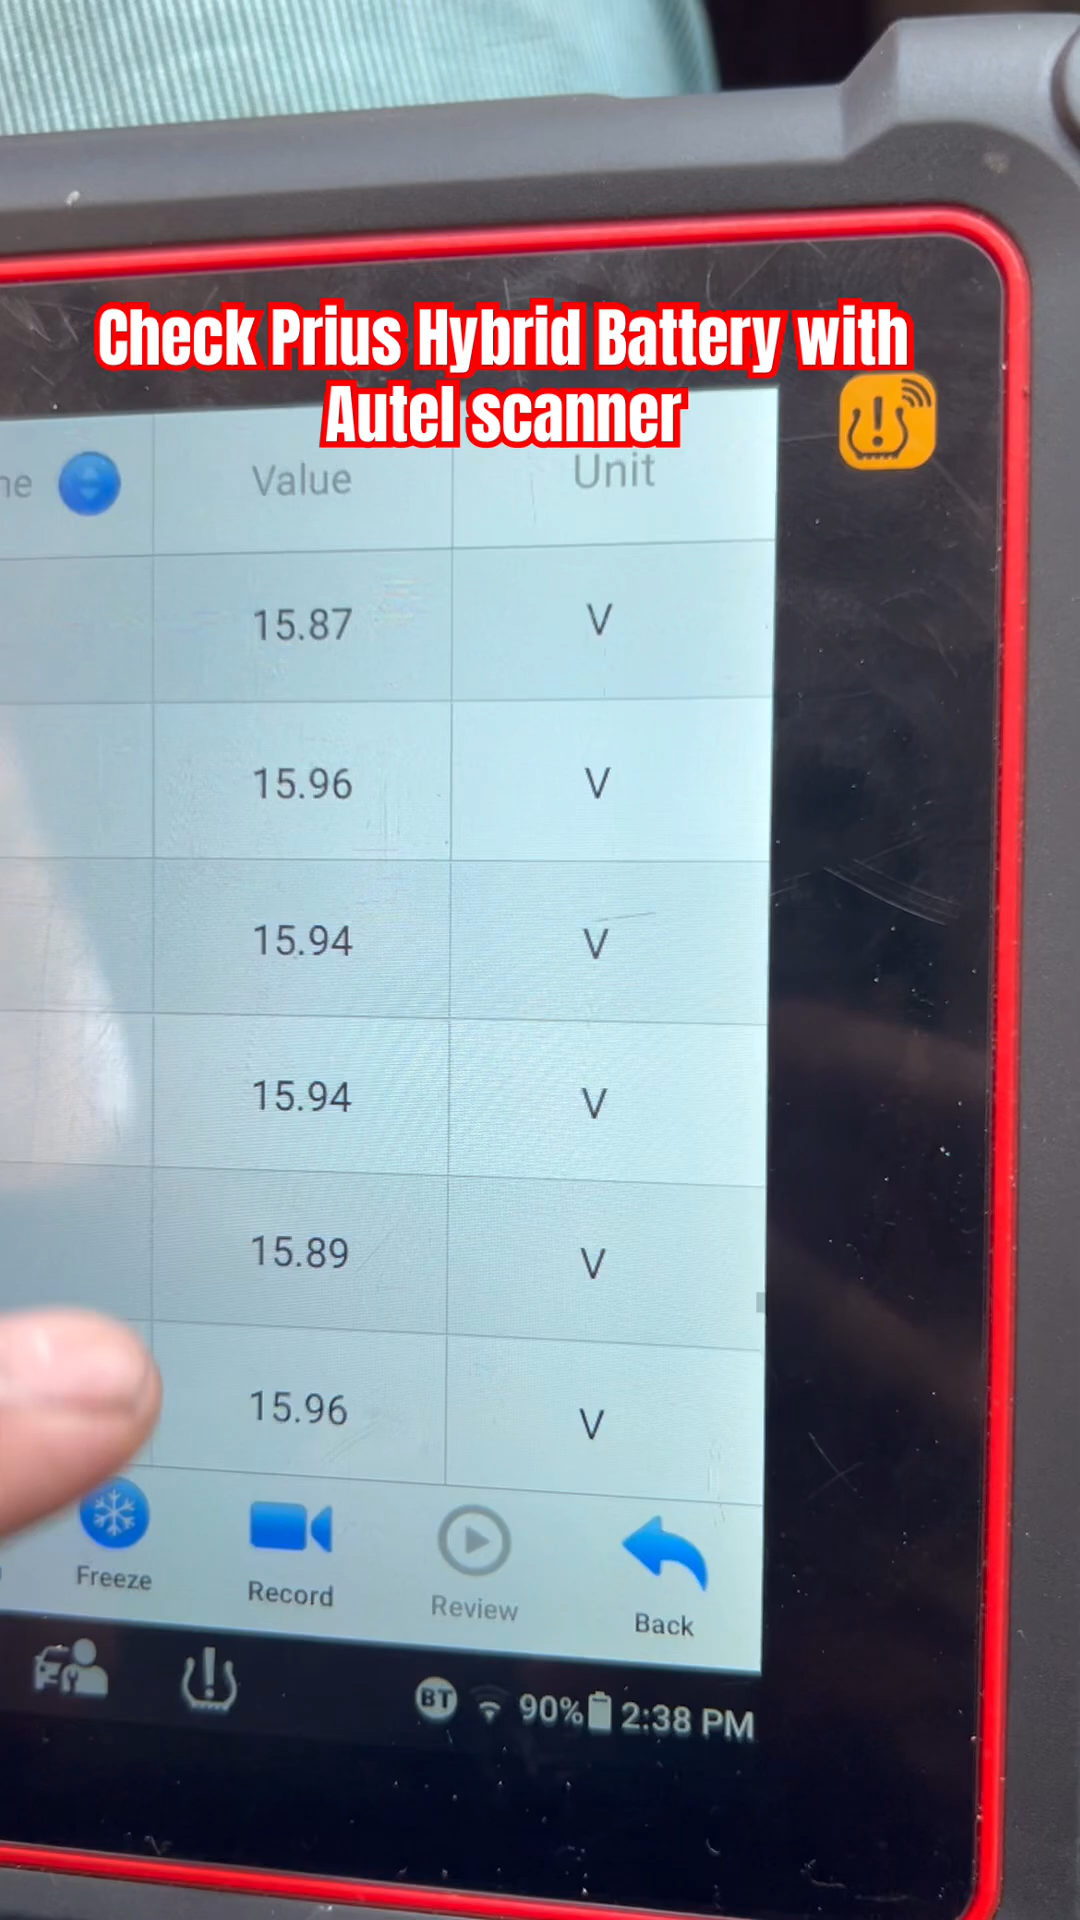 Check Prius Hybrid Battery with
Autel scanner
ne Value Unit
15.87 V
15.96 V
15.94 V
15.94 V
15.89 V
15.96 V
Freeze Record Review Back
BT 90% 2:38 PM